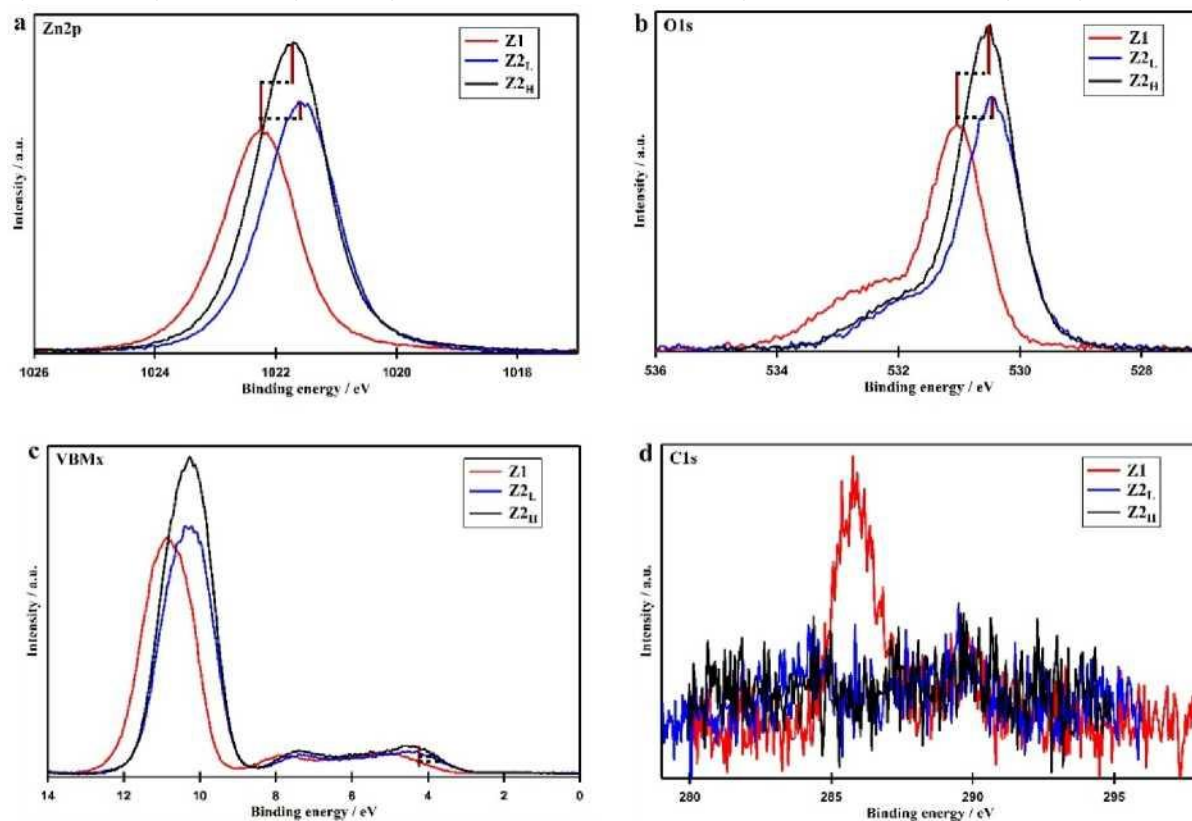 a Zn2p
Z1
Z2L
Z2H
Intensity / a.u.
1026 1024 1022 1020 1018
Binding energy / eV
b O1s
Z1
Z2L
Z2H
Intensity / a.u.
536 534 532 530 528
Binding energy / eV
c VBMx
Z1
Z2L
Z2H
Intensity / a.u.
14 12 10 8 6 4 2 0
Binding energy / eV
d C1s
Z1
Z2L
Z2H
Intensity / a.u.
280 285 290 295
Binding energy / eV